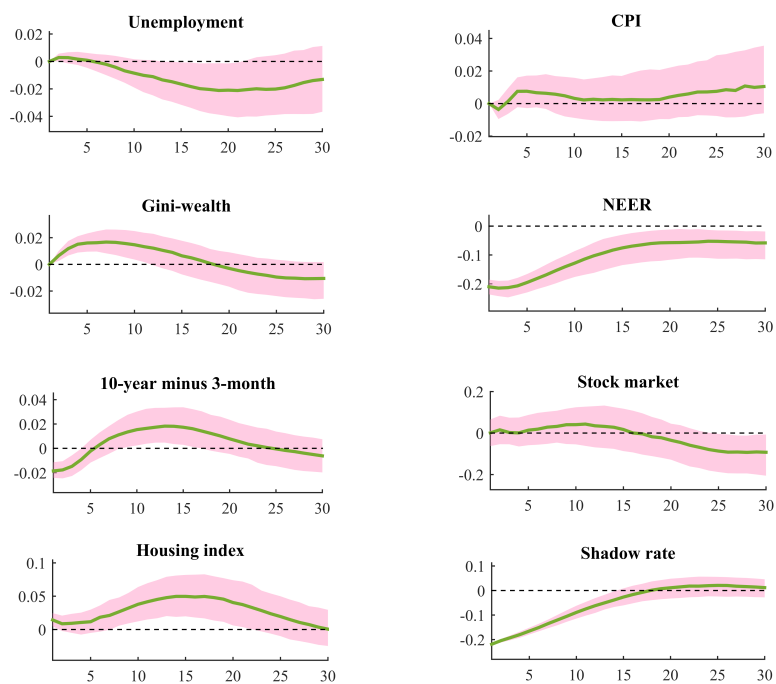 Unemployment
0.02
0
-0.02
-0.04
5 10 15 20 25 30
CPI
0.04
0.02
0
-0.02
5 10 15 20 25 30
Gini-wealth
0.02
0
-0.02
5 10 15 20 25 30
NEER
0
-0.1
-0.2
5 10 15 20 25 30
10-year minus 3-month
0.04
0.02
0
-0.02
5 10 15 20 25 30
Stock market
0.2
0
-0.2
5 10 15 20 25 30
Housing index
0.1
0.05
0
5 10 15 20 25 30
Shadow rate
0.1
0
-0.1
-0.2
5 10 15 20 25 30